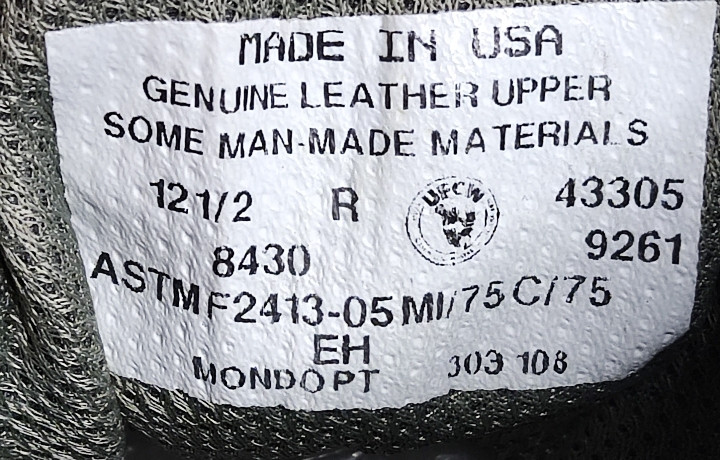 MADE IN USA
GENUINE LEATHER UPPER
SOME MAN-MADE MATERIALS
12 1/2 R UFCW 43305
8430 9261
ASTM F2413-05 MI/75 C/75
EH
MONDOPT 303 108